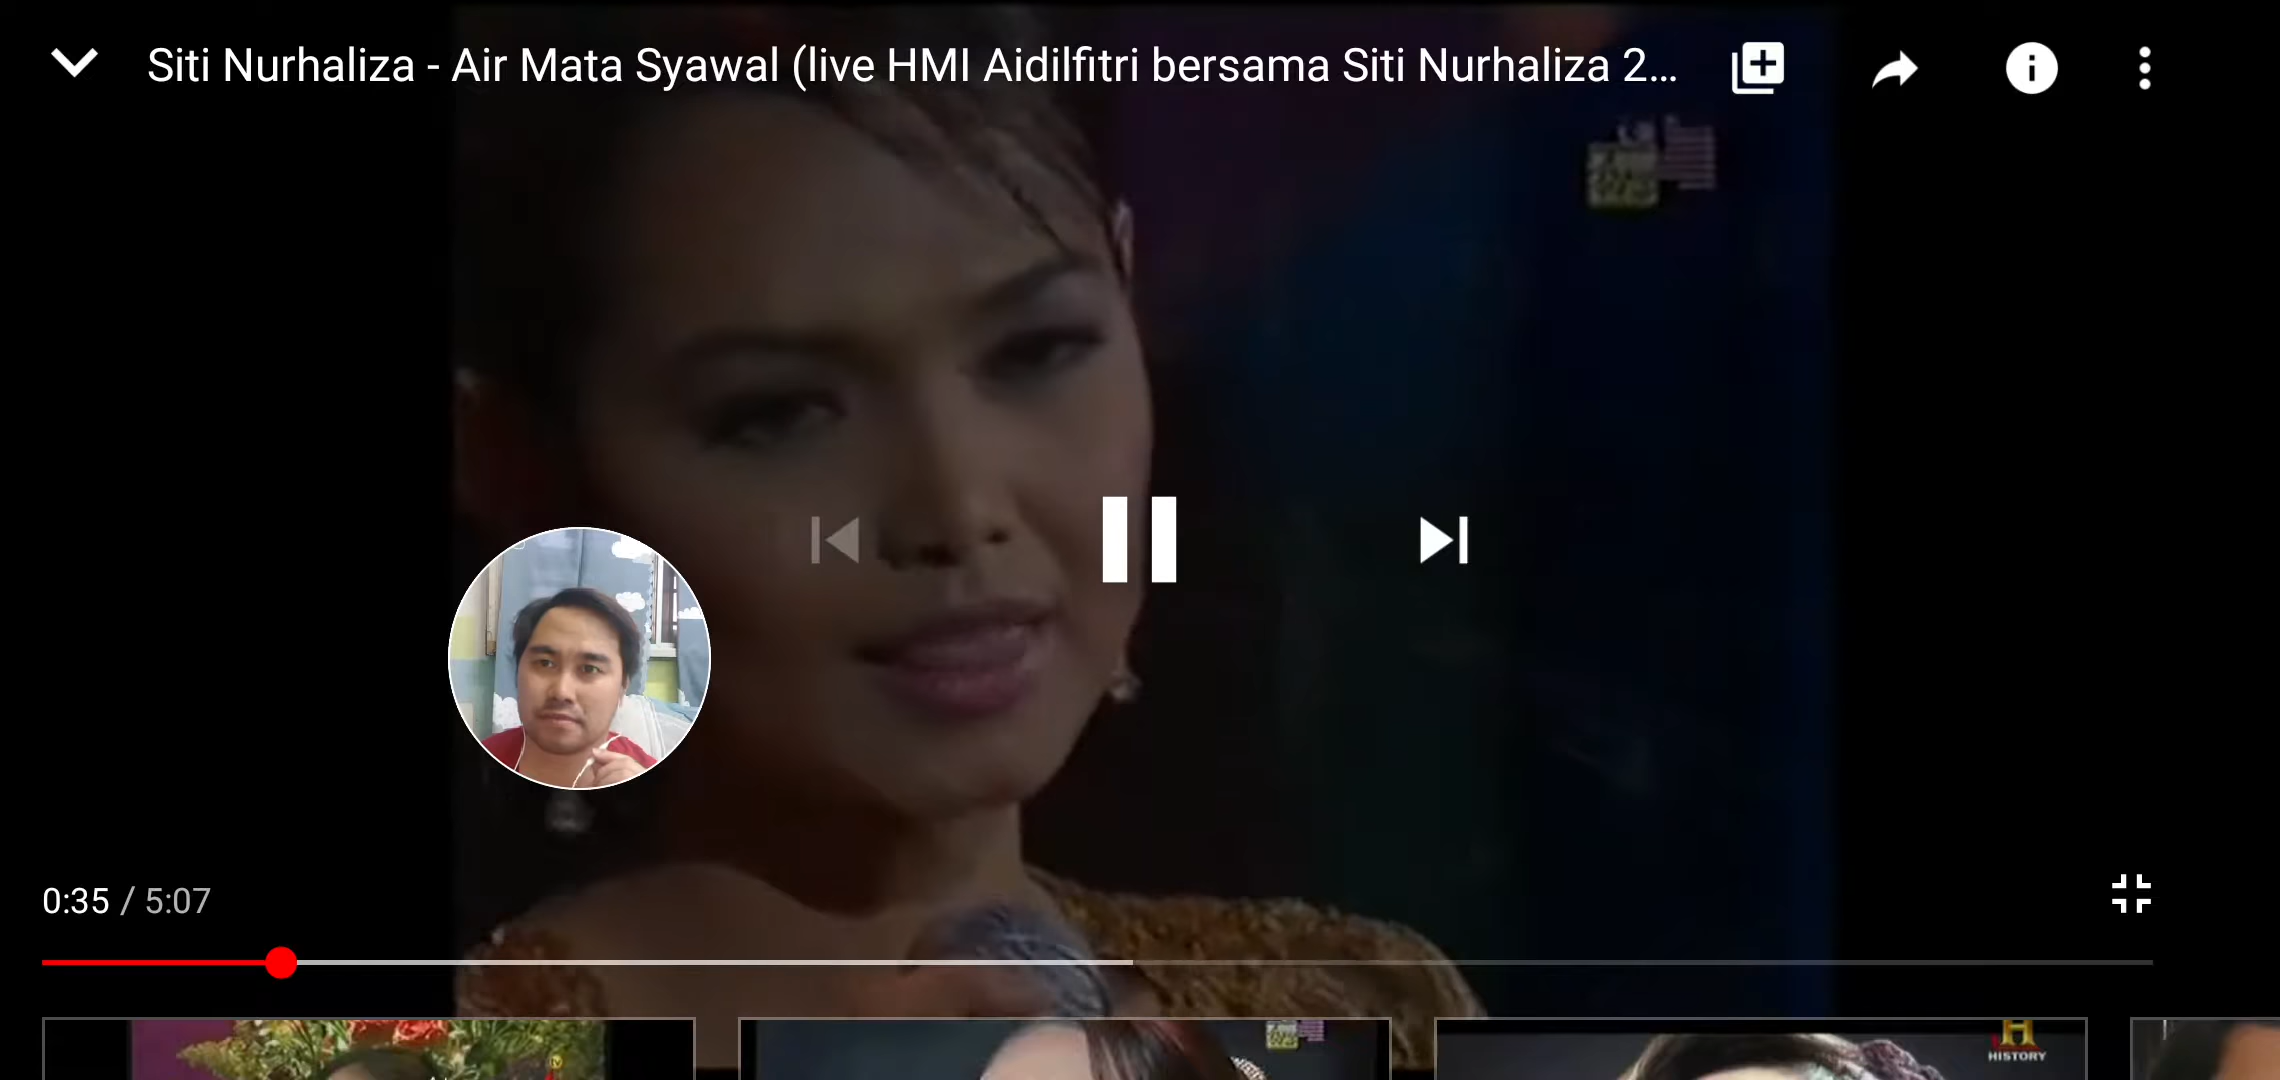 Siti Nurhaliza - Air Mata Syawal (live HMI Aidilfitri bersama Siti Nurhaliza 2...
0:35 / 5:07
HISTORY